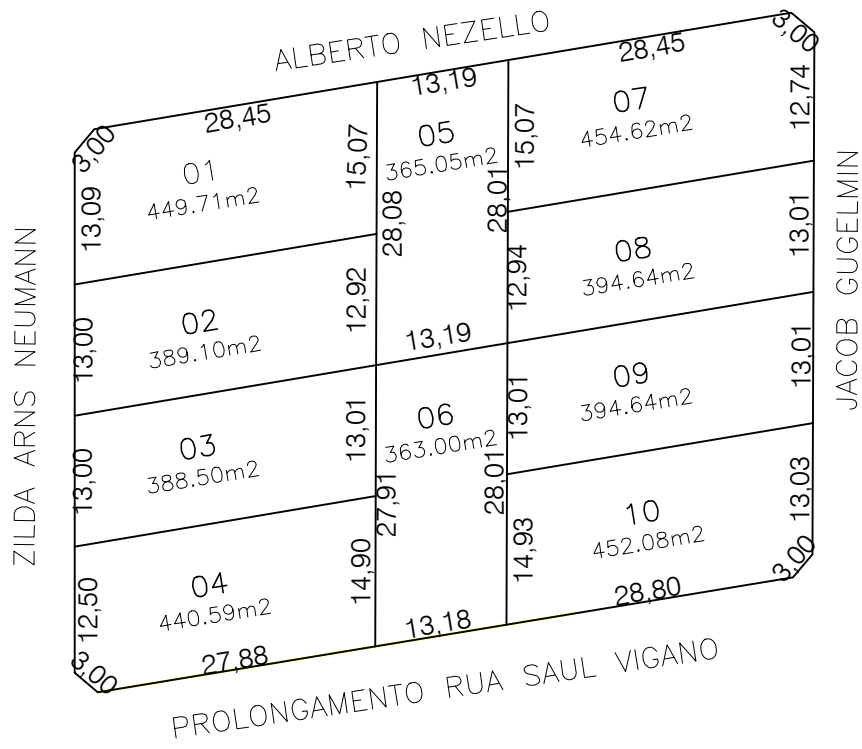 ALBERTO NEZELLO
3,00
28,45
13,19
28,45
3,00
01
449.71m2
13,09
15,07
05
365.05m2
28,08
28,01
15,07
07
454.62m2
12,74
ZILDA ARNS NEUMANN
JACOB GUGELMIN
02
389.10m2
13,00
12,92
13,19
12,94
08
394.64m2
13,01
03
388.50m2
13,00
13,01
06
363.00m2
27,91
28,01
13,01
09
394.64m2
13,01
04
440.59m2
12,50
14,90
14,93
10
452.08m2
13,03
3,00
27,88
13,18
28,80
3,00
PROLONGAMENTO RUA SAUL VIGANO